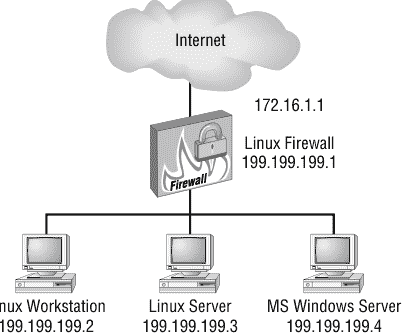 Internet
172.16.1.1
Linux Firewall
199.199.199.1
Firewall
nux Workstation
199.199.199.2
Linux Server
199.199.199.3
MS Windows Server
199.199.199.4